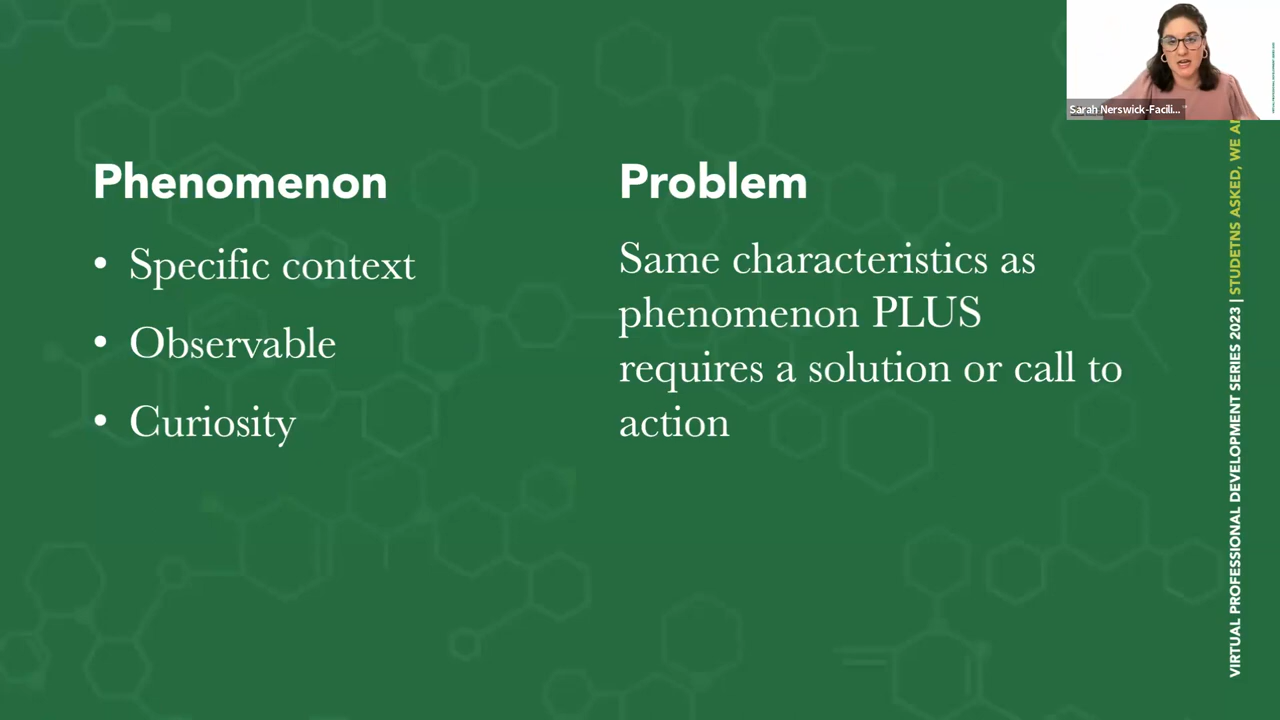 Sarah Nerswick-Facili...
Phenomenon
• Specific context
• Observable
• Curiosity
Problem
Same characteristics as
phenomenon PLUS
requires a solution or call to
action
VIRTUAL PROFESSIONAL DEVELOPMENT SERIES 2023 | STUDETNS ASKED, WE